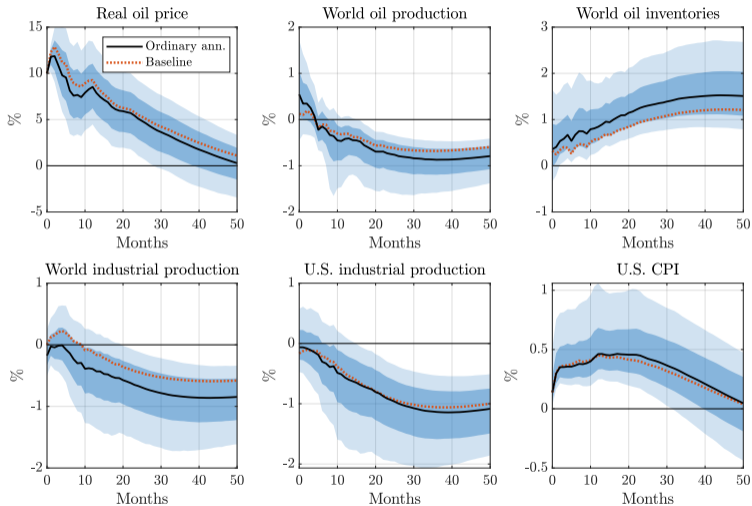 Real oil price
World oil production
World oil inventories
15
10
5
0
-5
%
0 10 20 30 40 50
Months
Ordinary ann.
Baseline
2
1
0
-1
-2
%
0 10 20 30 40 50
Months
3
2
1
0
-1
%
0 10 20 30 40 50
Months
World industrial production
U.S. industrial production
U.S. CPI
1
0
-1
-2
%
0 10 20 30 40 50
Months
1
0
-1
-2
%
0 10 20 30 40 50
Months
1
0.5
0
-0.5
%
0 10 20 30 40 50
Months